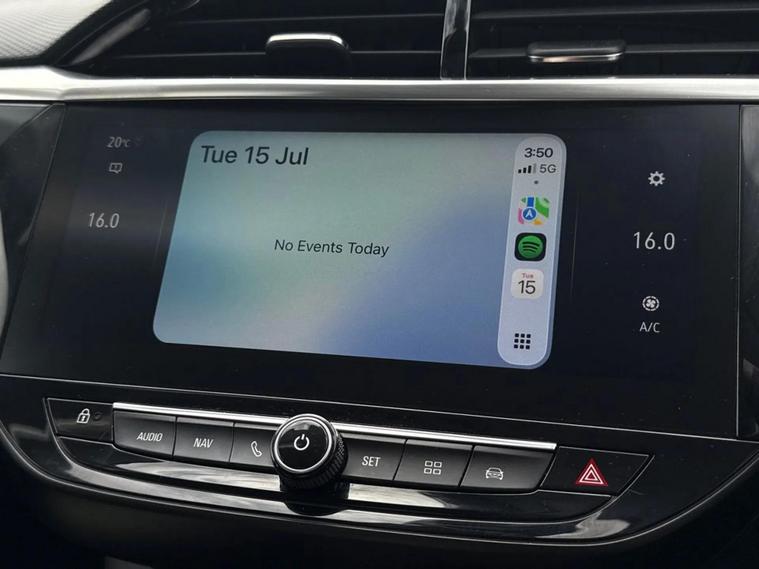 20°C
16.0
Tue 15 Jul
No Events Today
3:50
5G
Tue
15
16.0
A/C
AUDIO
NAV
SET